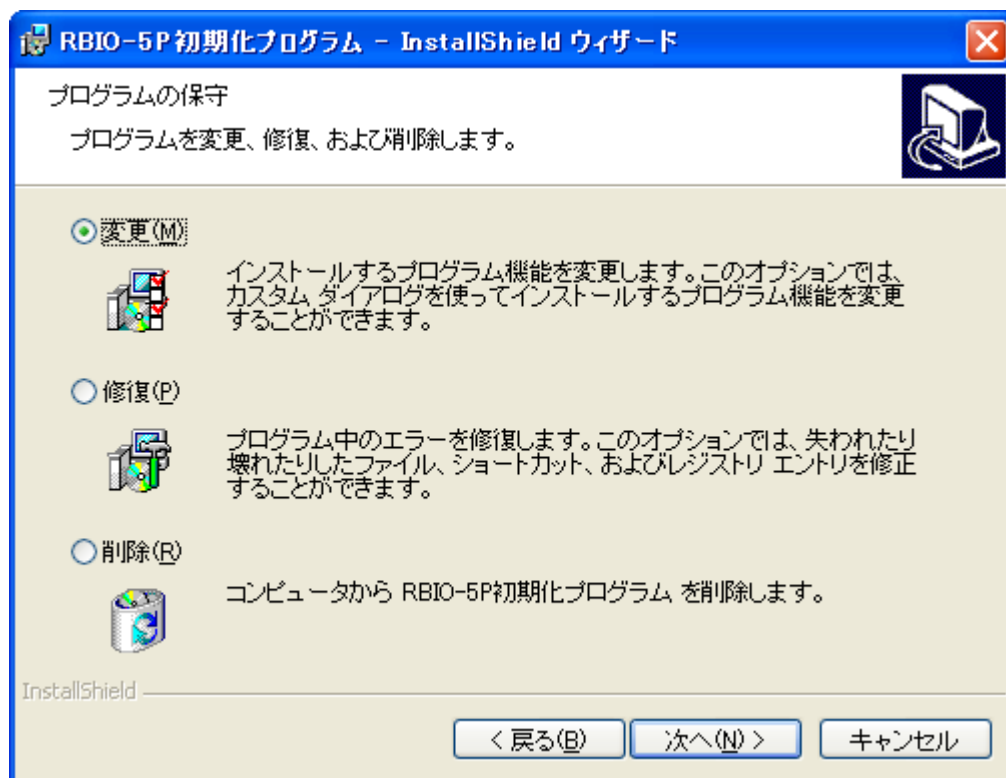 RBIO-5P初期化プログラム - InstallShield ウィザード
プログラムの保守
プログラムを変更、修復、および削除します。
変更(M)
インストールするプログラム機能を変更します。このオプションでは、
カスタム ダイアログを使ってインストールするプログラム機能を変更
することができます。
修復(P)
プログラム中のエラーを修復します。このオプションでは、失われたり
壊れたりしたファイル、ショートカット、およびレジストリ エントリを修正
することができます。
削除(R)
コンピュータから RBIO-5P初期化プログラム を削除します。
InstallShield
< 戻る(B) 次へ(N) > キャンセル